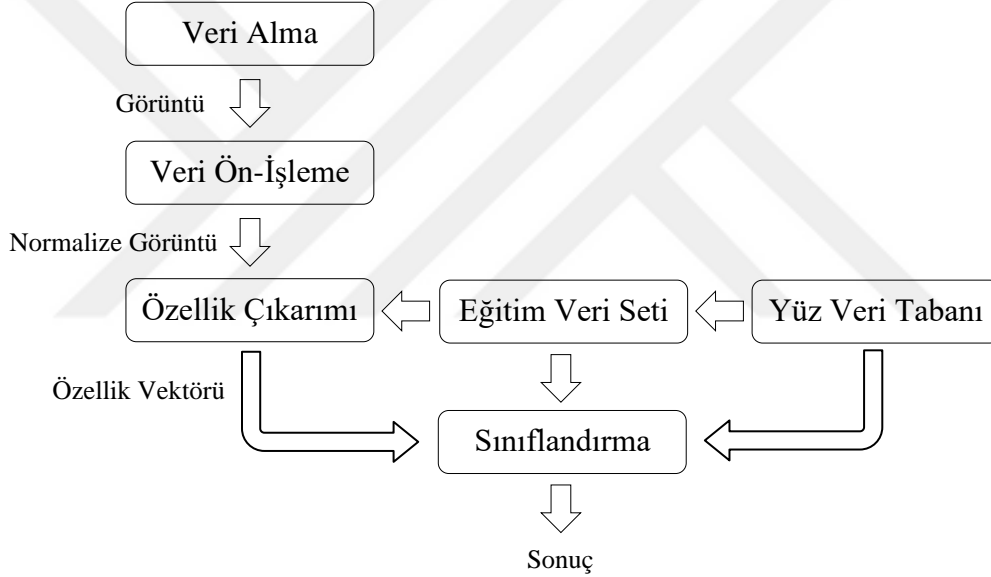 Veri Alma
Görüntü
Veri Ön-İşleme
Normalize Görüntü
Özellik Çıkarımı
Eğitim Veri Seti
Yüz Veri Tabanı
Özellik Vektörü
Sınıflandırma
Sonuç